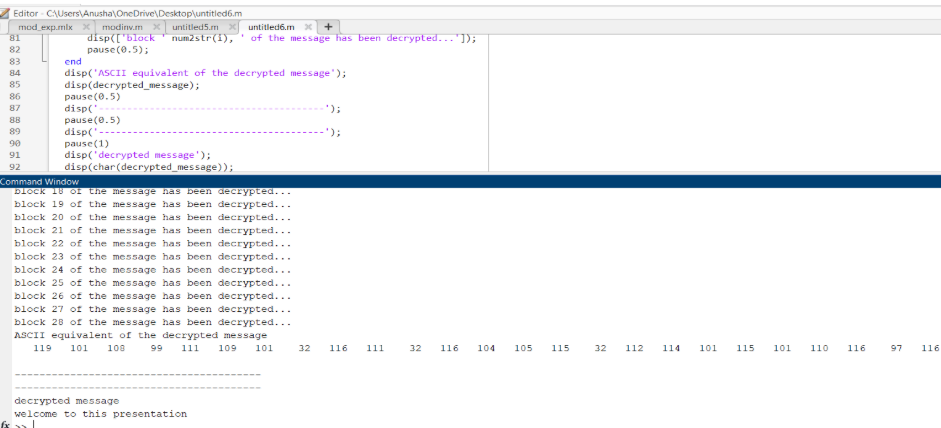 Editor - C:\Users\Anusha\OneDrive\Desktop\untitled6.m
mod_exp.mlx × modinv.m × untitled5.m × untitled6.m × +
81 disp(['block ' num2str(i), ' of the message has been decrypted...']);
82 pause(0.5);
83 end
84 disp('ASCII equivalent of the decrypted message');
85 disp(decrypted_message);
86 pause(0.5)
87 disp('----------------------------------------');
88 pause(0.5)
89 disp('----------------------------------------');
90 pause(1)
91 disp('decrypted message');
92 disp(char(decrypted_message));
Command Window
block 18 of the message has been decrypted...
block 19 of the message has been decrypted...
block 20 of the message has been decrypted...
block 21 of the message has been decrypted...
block 22 of the message has been decrypted...
block 23 of the message has been decrypted...
block 24 of the message has been decrypted...
block 25 of the message has been decrypted...
block 26 of the message has been decrypted...
block 27 of the message has been decrypted...
block 28 of the message has been decrypted...
ASCII equivalent of the decrypted message
119 101 108 99 111 109 101 32 116 111 32 116 104 105 115 32 112 114 101 115 101 110 116 97 116
----------------------------------------
----------------------------------------
decrypted message
welcome to this presentation
fx >>